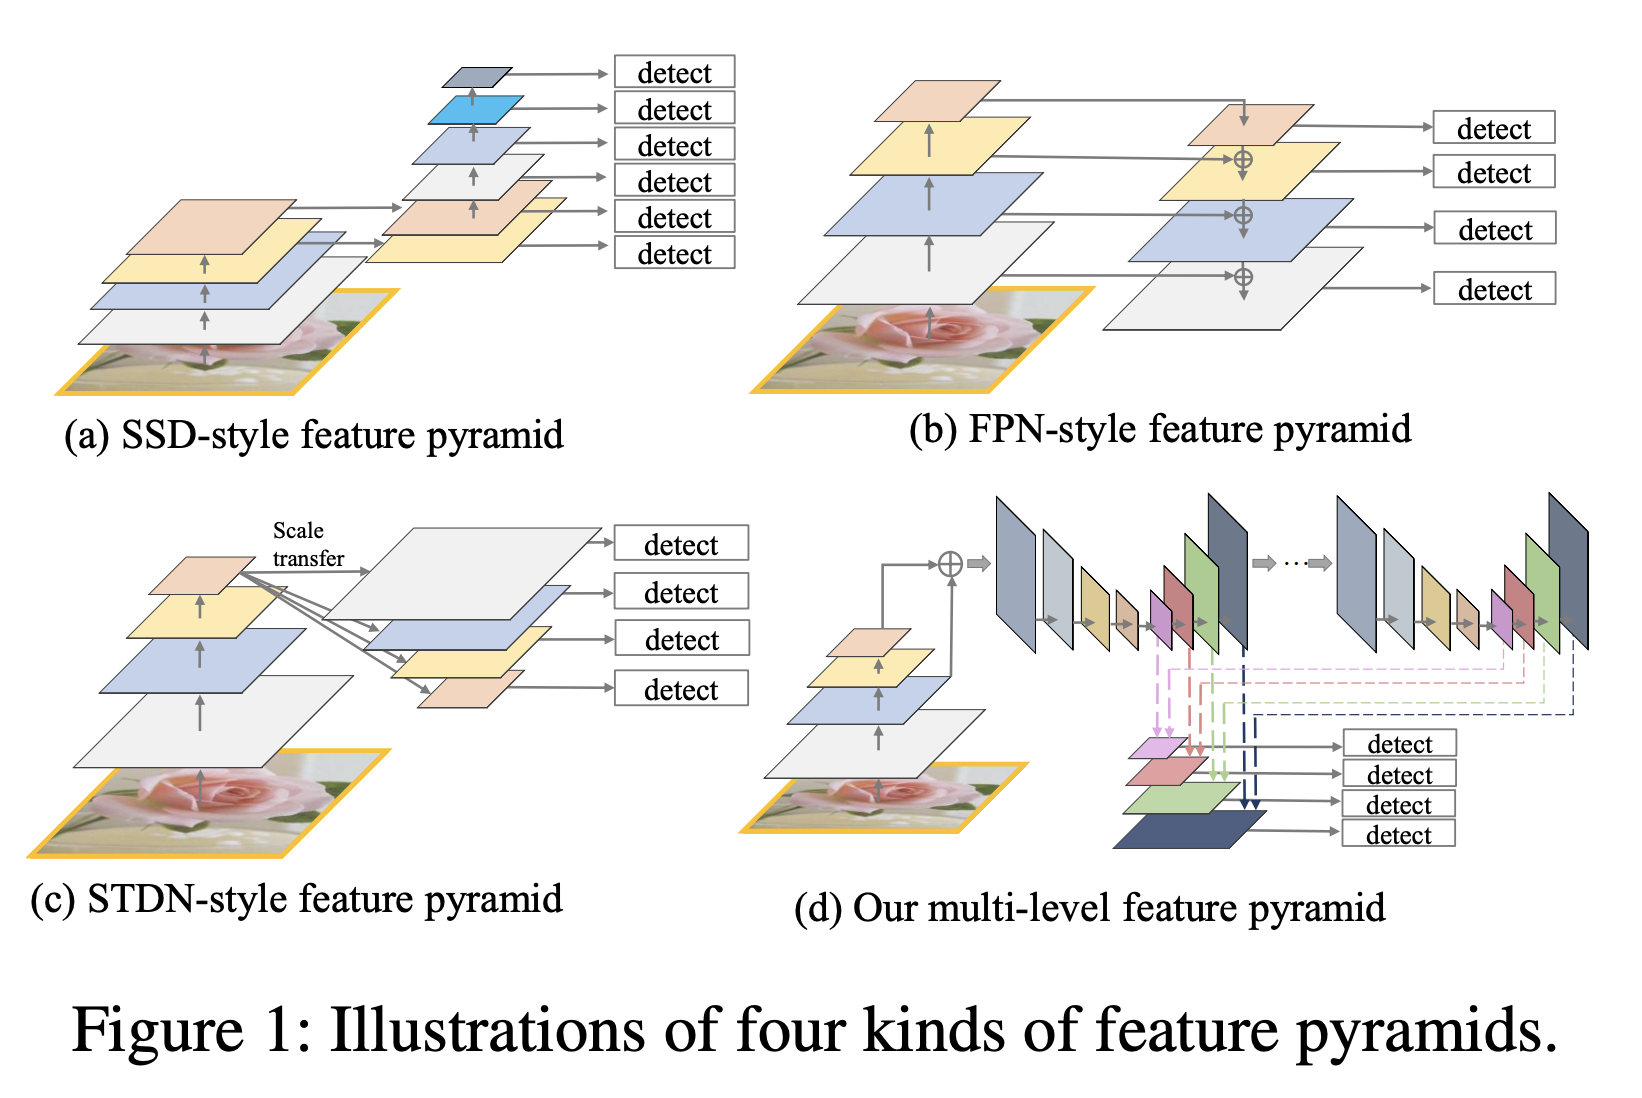 detect
detect
detect
detect
detect
detect
(a) SSD-style feature pyramid
detect
detect
detect
detect
(b) FPN-style feature pyramid
Scale
transfer
detect
detect
detect
detect
(c) STDN-style feature pyramid
...
detect
detect
detect
detect
(d) Our multi-level feature pyramid
Figure 1: Illustrations of four kinds of feature pyramids.